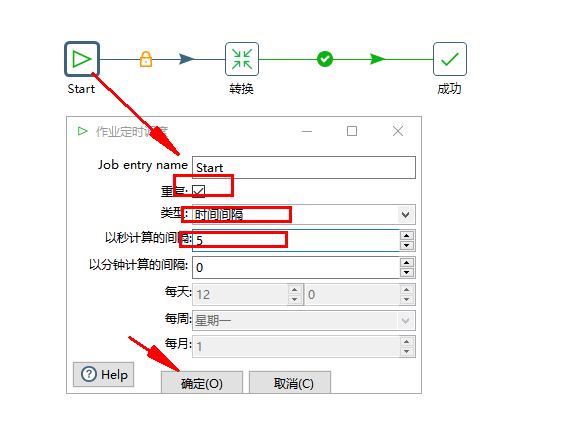 Start
转换
成功
作业定时调度
Job entry name Start
重复:
类型: 时间间隔
以秒计算的间隔: 5
以分钟计算的间隔: 0
每天: 12 0
每周: 星期一
每月: 1
Help
确定(O) 取消(C)